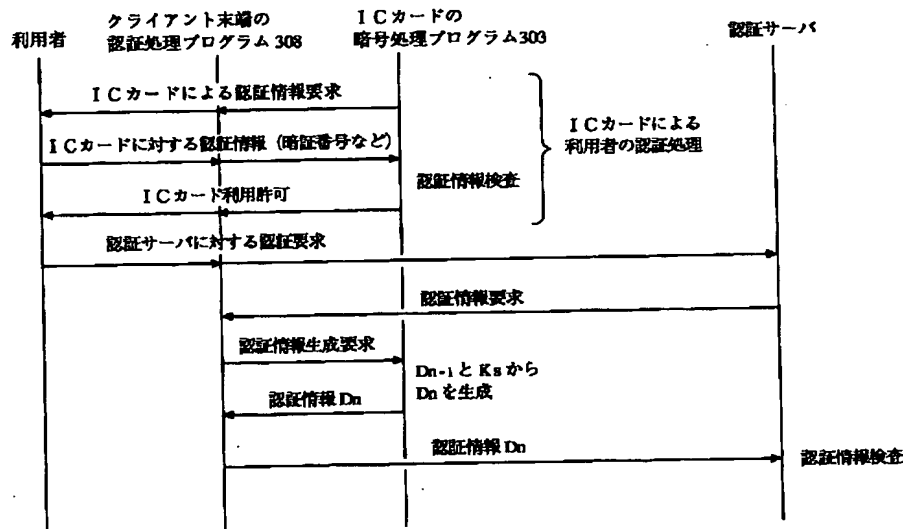 利用者
クライアント末端の
認証処理プログラム308
ICカードの
暗号処理プログラム303
認証サーバ
ICカードによる認証情報要求
ICカードに対する認証情報(暗証番号など)
ICカードによる
利用者の認証処理
認証情報検査
ICカード利用許可
認証サーバに対する認証要求
認証情報要求
認証情報生成要求
Dn-1とKsから
Dnを生成
認証情報Dn
認証情報Dn
認証情報検査